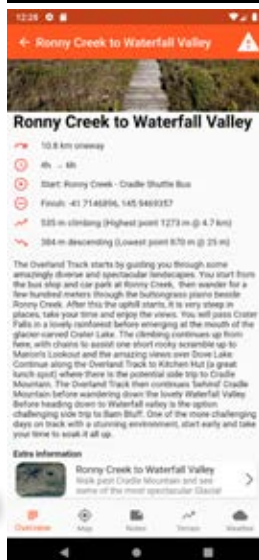 12:28
Ronny Creek to Waterfall Valley
Ronny Creek to Waterfall Valley
10.8 km oneway
4h - 6h
Start: Ronny Creek - Cradle Shuttle Bus
Finish: -41.7146896, 145.9469357
535 m climbing (Highest point 1273 m @ 4.7 km)
384 m descending (Lowest point 870 m @ 25 m)
The Overland Track starts by guiding you through some
amazingly diverse and spectacular landscapes. You start from
the bus stop and car park at Ronny Creek, then wander for a
few hundred meters through the buttongrass plains beside
Ronny Creek. After this the uphill starts, it is very steep in
places, take your time and enjoy the views. You will pass Crater
Falls in a lovely rainforest before emerging at the mouth of the
glacier-carved Crater Lake. The climbing continues up from
here, with chains to assist one short rocky scramble up to
Marion's Lookout and the amazing views over Dove Lake.
Continue along the Overland Track to Kitchen Hut (a great
lunch spot) where there is the potential side trip to Cradle
Mountain. The Overland Track then continues 'behind' Cradle
Mountain before wandering down the lovely Waterfall Valley.
Before heading down to Waterfall valley is the option
challenging side trip to Barn Bluff. One of the more challenging
days on track with a stunning environment, start early and take
your time to soak it all up.
Extra information
Ronny Creek to Waterfall Valley
Walk past Cradle Mountain and see
some of the most spectacular Glacial
Overview
Map
Notes
Terrain
Weather